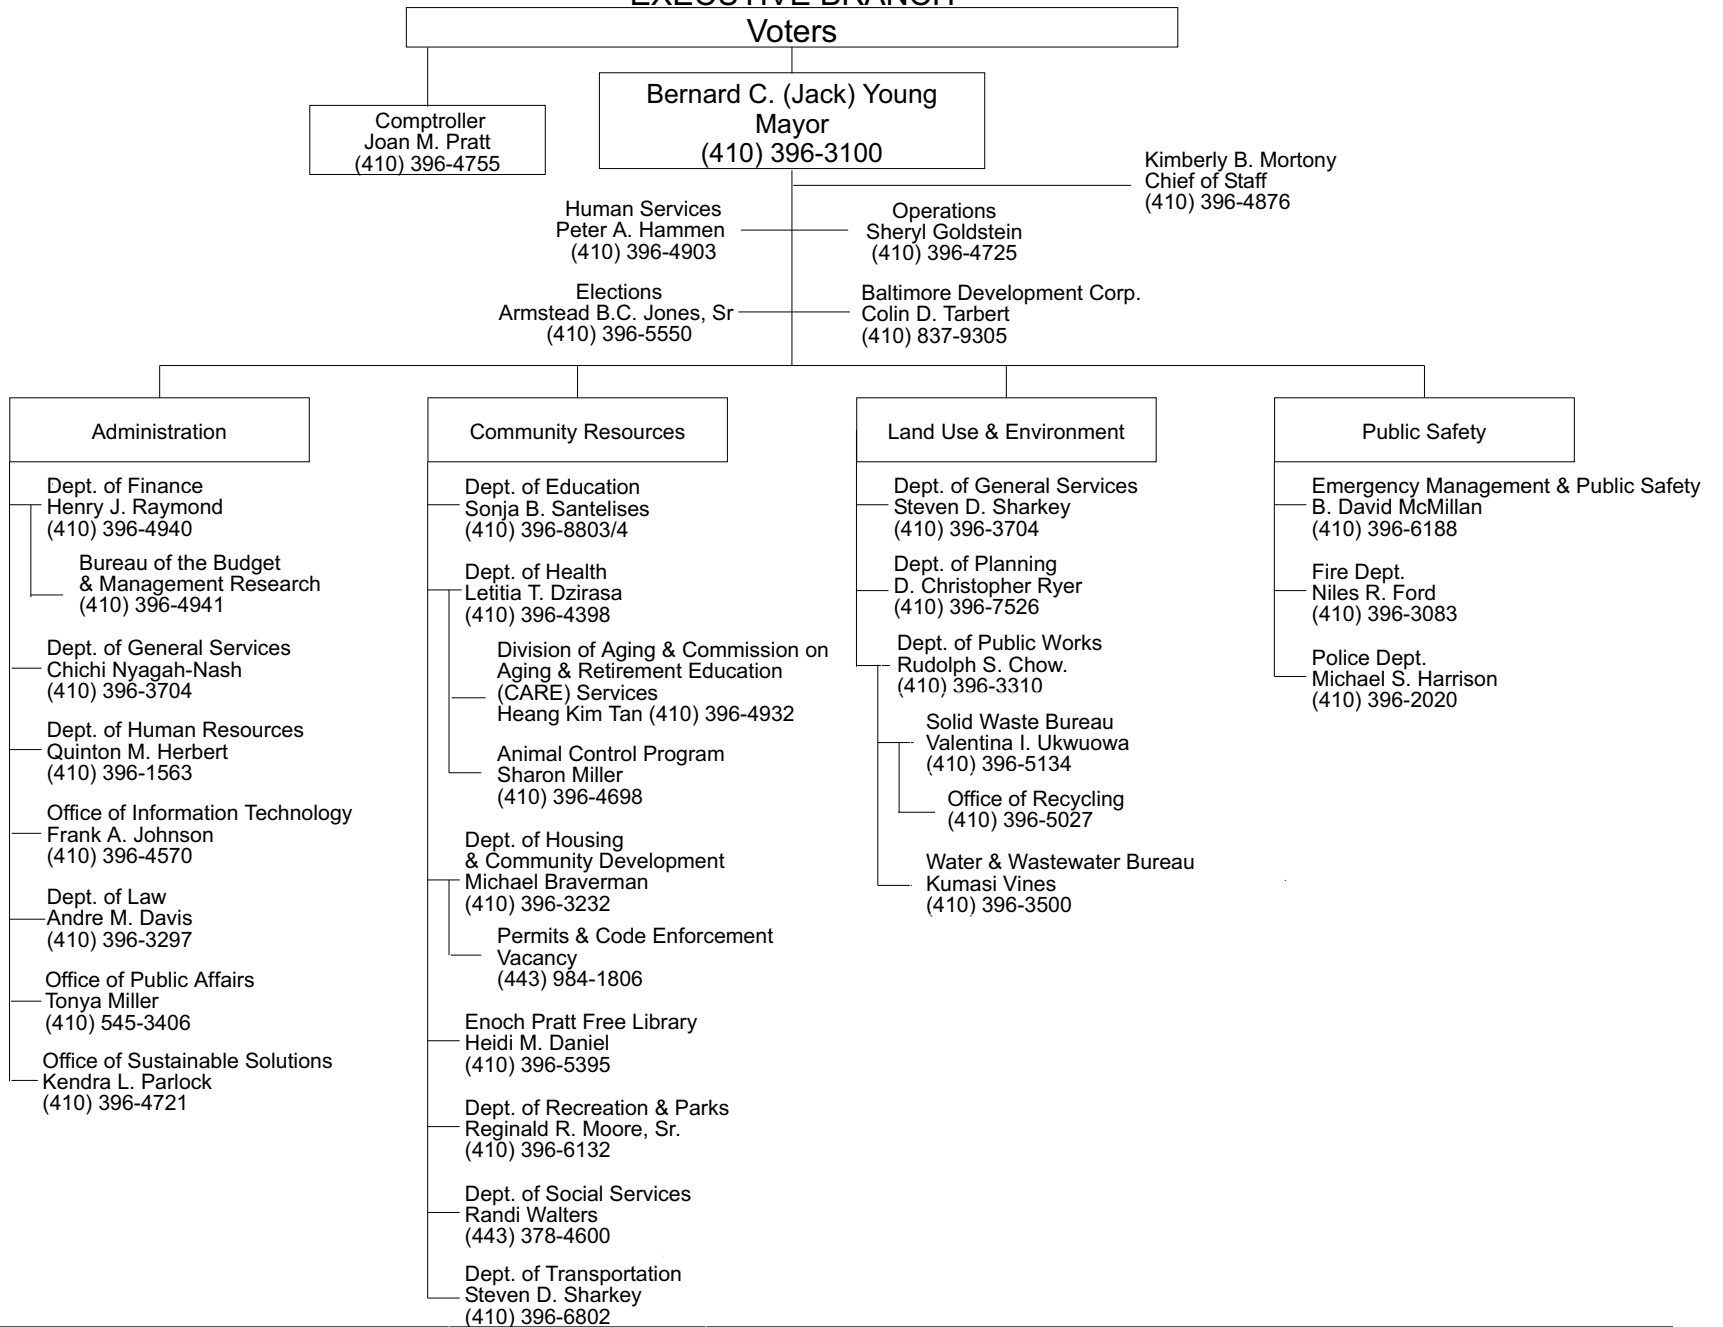 EXECUTIVE BRANCH
Voters
Comptroller
Joan M. Pratt
(410) 396-4755
Bernard C. (Jack) Young
Mayor
(410) 396-3100
Kimberly B. Mortony
Chief of Staff
(410) 396-4876
Human Services
Peter A. Hammen
(410) 396-4903
Operations
Sheryl Goldstein
(410) 396-4725
Elections
Armstead B.C. Jones, Sr
(410) 396-5550
Baltimore Development Corp.
Colin D. Tarbert
(410) 837-9305
Administration
Dept. of Finance
Henry J. Raymond
(410) 396-4940
Bureau of the Budget
& Management Research
(410) 396-4941
Dept. of General Services
Chichi Nyagah-Nash
(410) 396-3704
Dept. of Human Resources
Quinton M. Herbert
(410) 396-1563
Office of Information Technology
Frank A. Johnson
(410) 396-4570
Dept. of Law
Andre M. Davis
(410) 396-3297
Office of Public Affairs
Tonya Miller
(410) 545-3406
Office of Sustainable Solutions
Kendra L. Parlock
(410) 396-4721
Community Resources
Dept. of Education
Sonja B. Santelises
(410) 396-8803/4
Dept. of Health
Letitia T. Dzirasa
(410) 396-4398
Division of Aging & Commission on
Aging & Retirement Education
(CARE) Services
Heang Kim Tan (410) 396-4932
Animal Control Program
Sharon Miller
(410) 396-4698
Dept. of Housing
& Community Development
Michael Braverman
(410) 396-3232
Permits & Code Enforcement
Vacancy
(443) 984-1806
Enoch Pratt Free Library
Heidi M. Daniel
(410) 396-5395
Dept. of Recreation & Parks
Reginald R. Moore, Sr.
(410) 396-6132
Dept. of Social Services
Randi Walters
(443) 378-4600
Dept. of Transportation
Steven D. Sharkey
(410) 396-6802
Land Use & Environment
Dept. of General Services
Steven D. Sharkey
(410) 396-3704
Dept. of Planning
D. Christopher Ryer
(410) 396-7526
Dept. of Public Works
Rudolph S. Chow.
(410) 396-3310
Solid Waste Bureau
Valentina I. Ukwuowa
(410) 396-5134
Office of Recycling
(410) 396-5027
Water & Wastewater Bureau
Kumasi Vines
(410) 396-3500
Public Safety
Emergency Management & Public Safety
B. David McMillan
(410) 396-6188
Fire Dept.
Niles R. Ford
(410) 396-3083
Police Dept.
Michael S. Harrison
(410) 396-2020